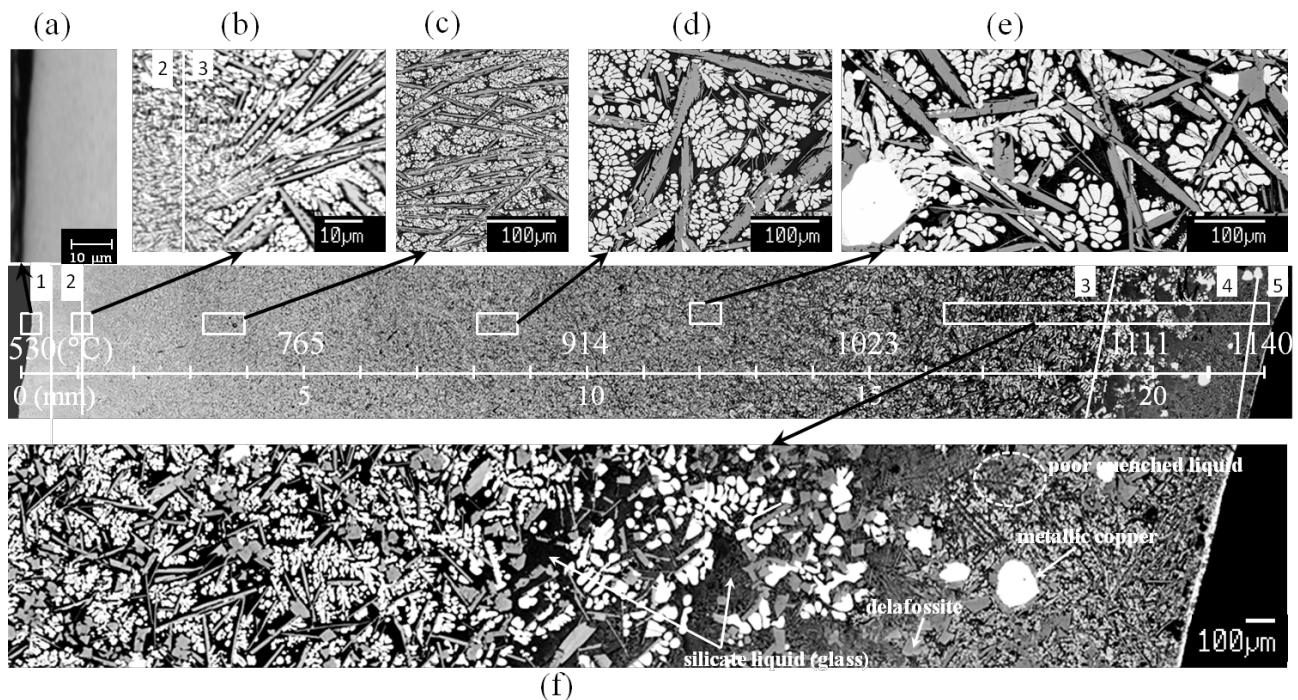 (a)
(b)
(c)
(d)
(e)
2 3
10 μm
10μm
100μm
100μm
100μm
1 2 3 4 5
530(°C) 765 914 1023 1111 1140
0 (mm) 5 10 15 20
poor quenched liquid
metallic copper
delafossite
silicate liquid (glass)
100μm
(f)